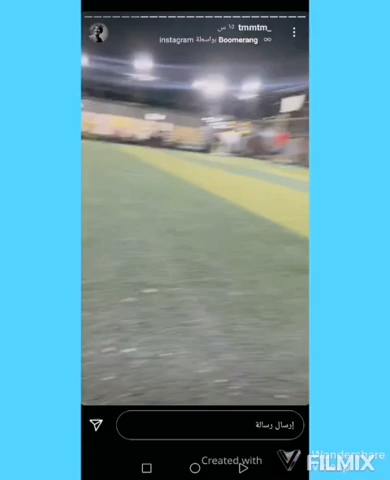 tmmtm_ ١٥ س
∞ Boomerang بواسطة instagram
إرسال رسالة
Created with
Wondershare
FILMIX